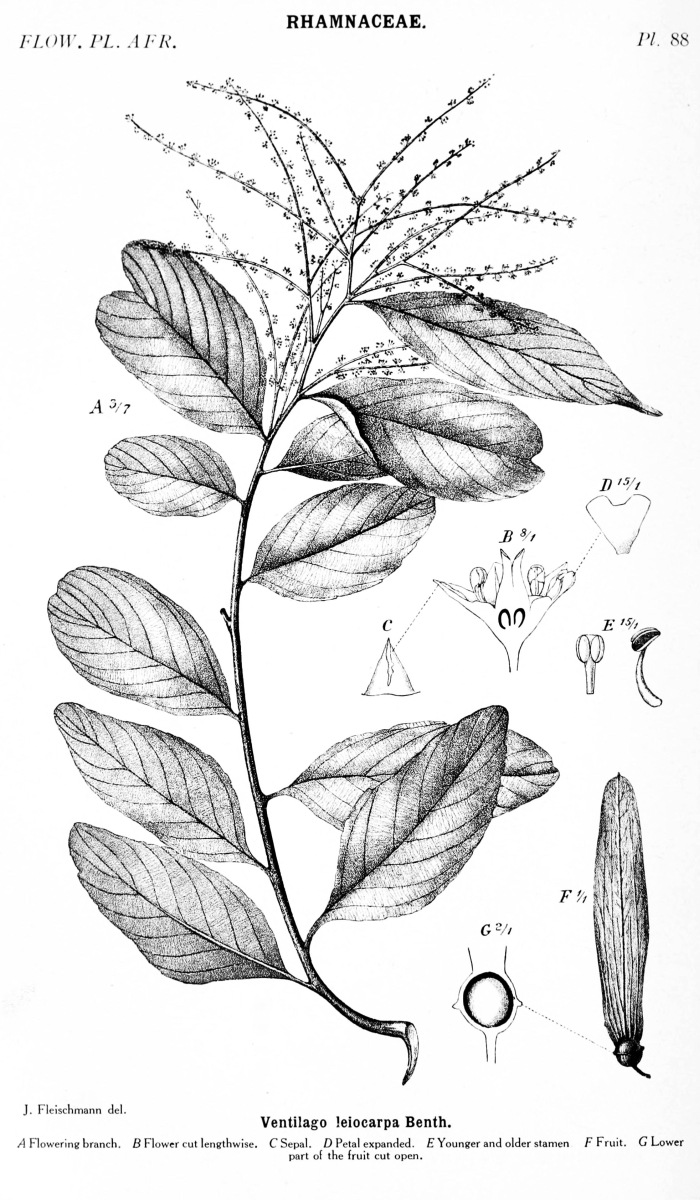 RHAMNACEAE.
FLOW. PL. AFR.
Pl. 88
A 3/7
D 15/1
B 8/1
C
E 15/1
F 1/1
G 2/1
J. Fleischmann del.
Ventilago leiocarpa Benth.
A Flowering branch. B Flower cut lengthwise. C Sepal. D Petal expanded. E Younger and older stamen F Fruit. G Lower
part of the fruit cut open.